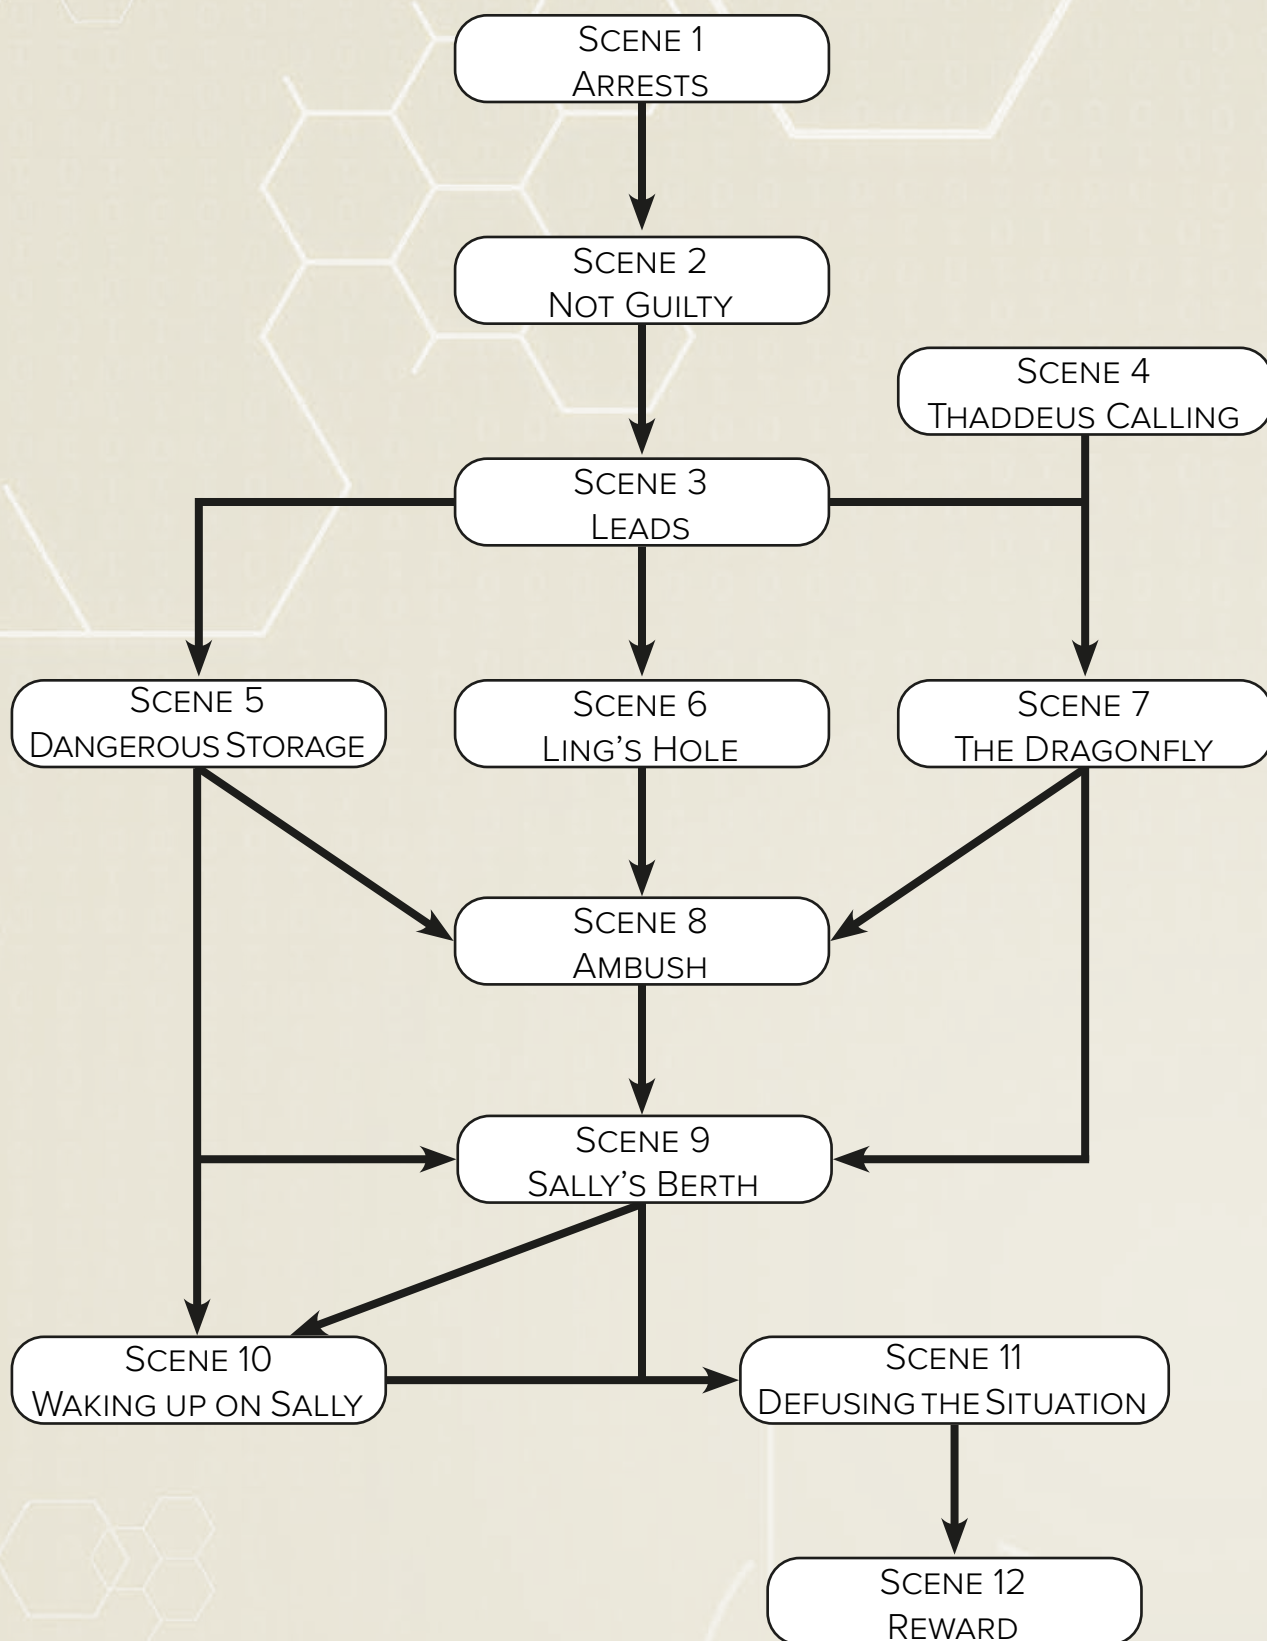 Scene 1
Arrests
Scene 2
Not Guilty
Scene 4
Thaddeus Calling
Scene 3
Leads
Scene 5
Dangerous Storage
Scene 6
Ling's Hole
Scene 7
The Dragonfly
Scene 8
Ambush
Scene 9
Sally's Berth
Scene 10
Waking up on Sally
Scene 11
Defusing the Situation
Scene 12
Reward